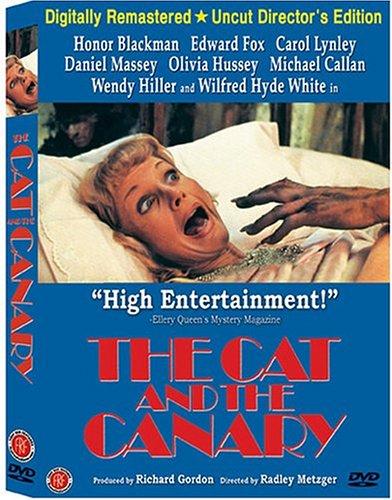 Digitally Remastered ★ Uncut Director's Edition
Honor Blackman Edward Fox Carol Lynley
Daniel Massey Olivia Hussey Michael Callan
Wendy Hiller and Wilfred Hyde White in
THE CAT AND THE CANARY
"High Entertainment!"
-Ellery Queen's Mystery Magazine
THE CAT
AND THE
CANARY
Produced by Richard Gordon Directed by Radley Metzger
FRF
DVD
FRF
DVD